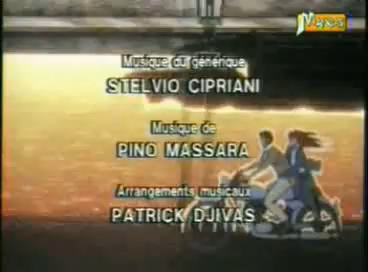 Musique du générique
STELVIO CIPRIANI
Musique de
PINO MASSARA
Arrangements musicaux
PATRICK DJIVAS